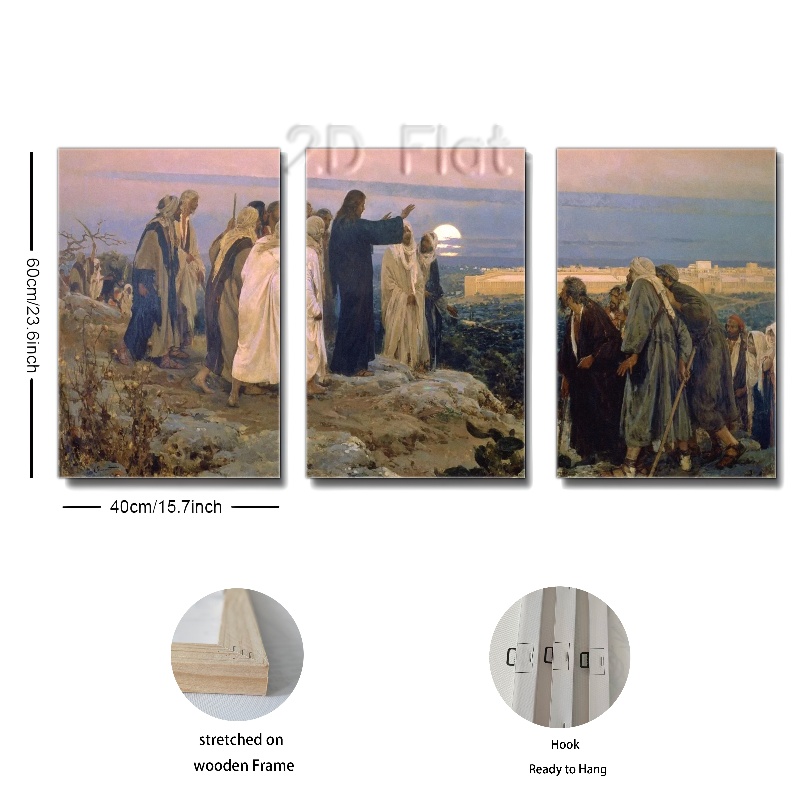 2D Flat
60cm/23.6inch
40cm/15.7inch
stretched on
wooden Frame
Hook
Ready to Hang